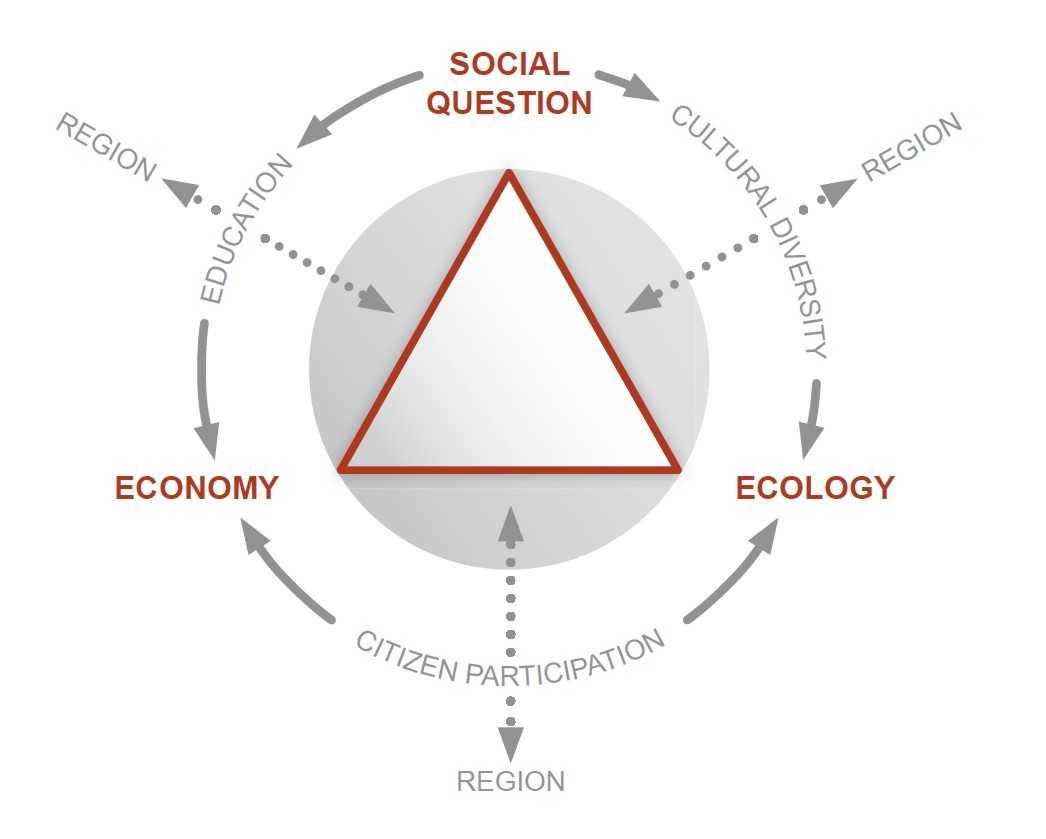 SOCIAL
QUESTION
REGION
REGION
EDUCATION
CULTURAL DIVERSITY
ECONOMY
ECOLOGY
CITIZEN PARTICIPATION
REGION